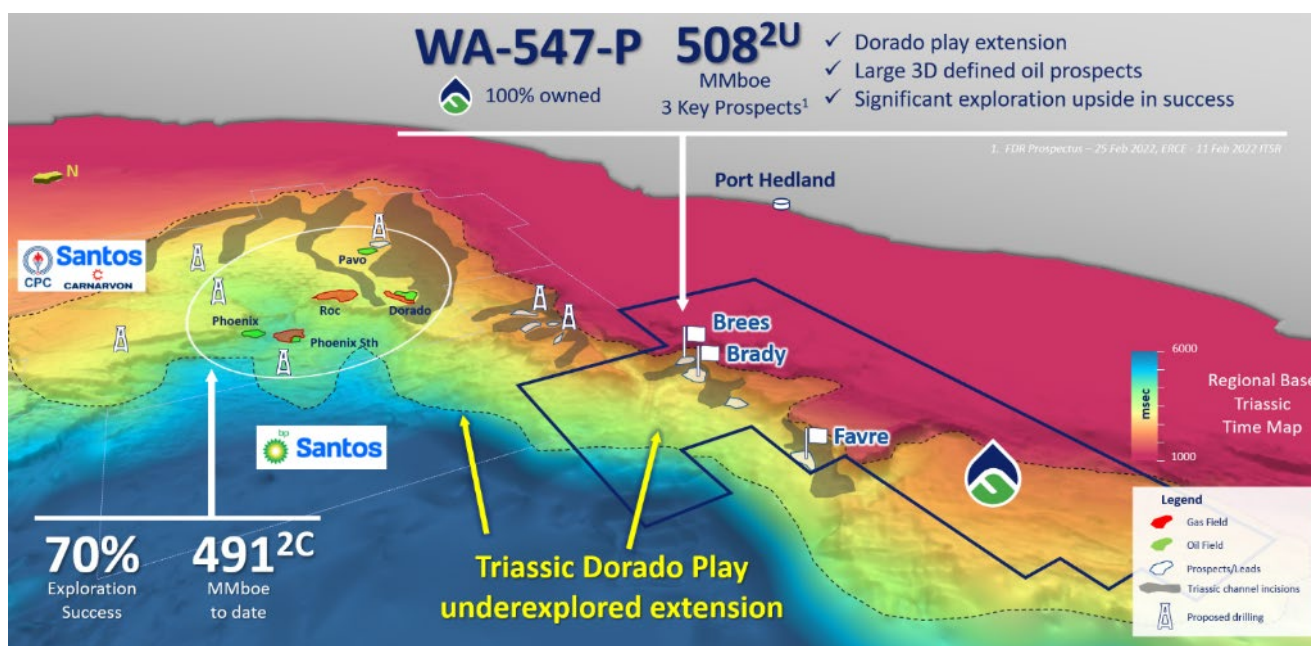 WA-547-P
100% owned
508²ᵁ
MMboe
3 Key Prospects¹
✓ Dorado play extension
✓ Large 3D defined oil prospects
✓ Significant exploration upside in success
1. FDR Prospectus – 25 Feb 2022, ERCE - 11 Feb 2022 ITSR
N
Port Hedland
CPC
Santos
CARNARVON
Pavo
Roc
Dorado
Phoenix
Phoenix Sth
Brees
Brady
Favre
bp
Santos
6000
msec
1000
Regional Base
Triassic
Time Map
70%
Exploration
Success
491²ᶜ
MMboe
to date
Triassic Dorado Play
underexplored extension
Legend
Gas Field
Oil Field
Prospects/Leads
Triassic channel incisions
Proposed drilling